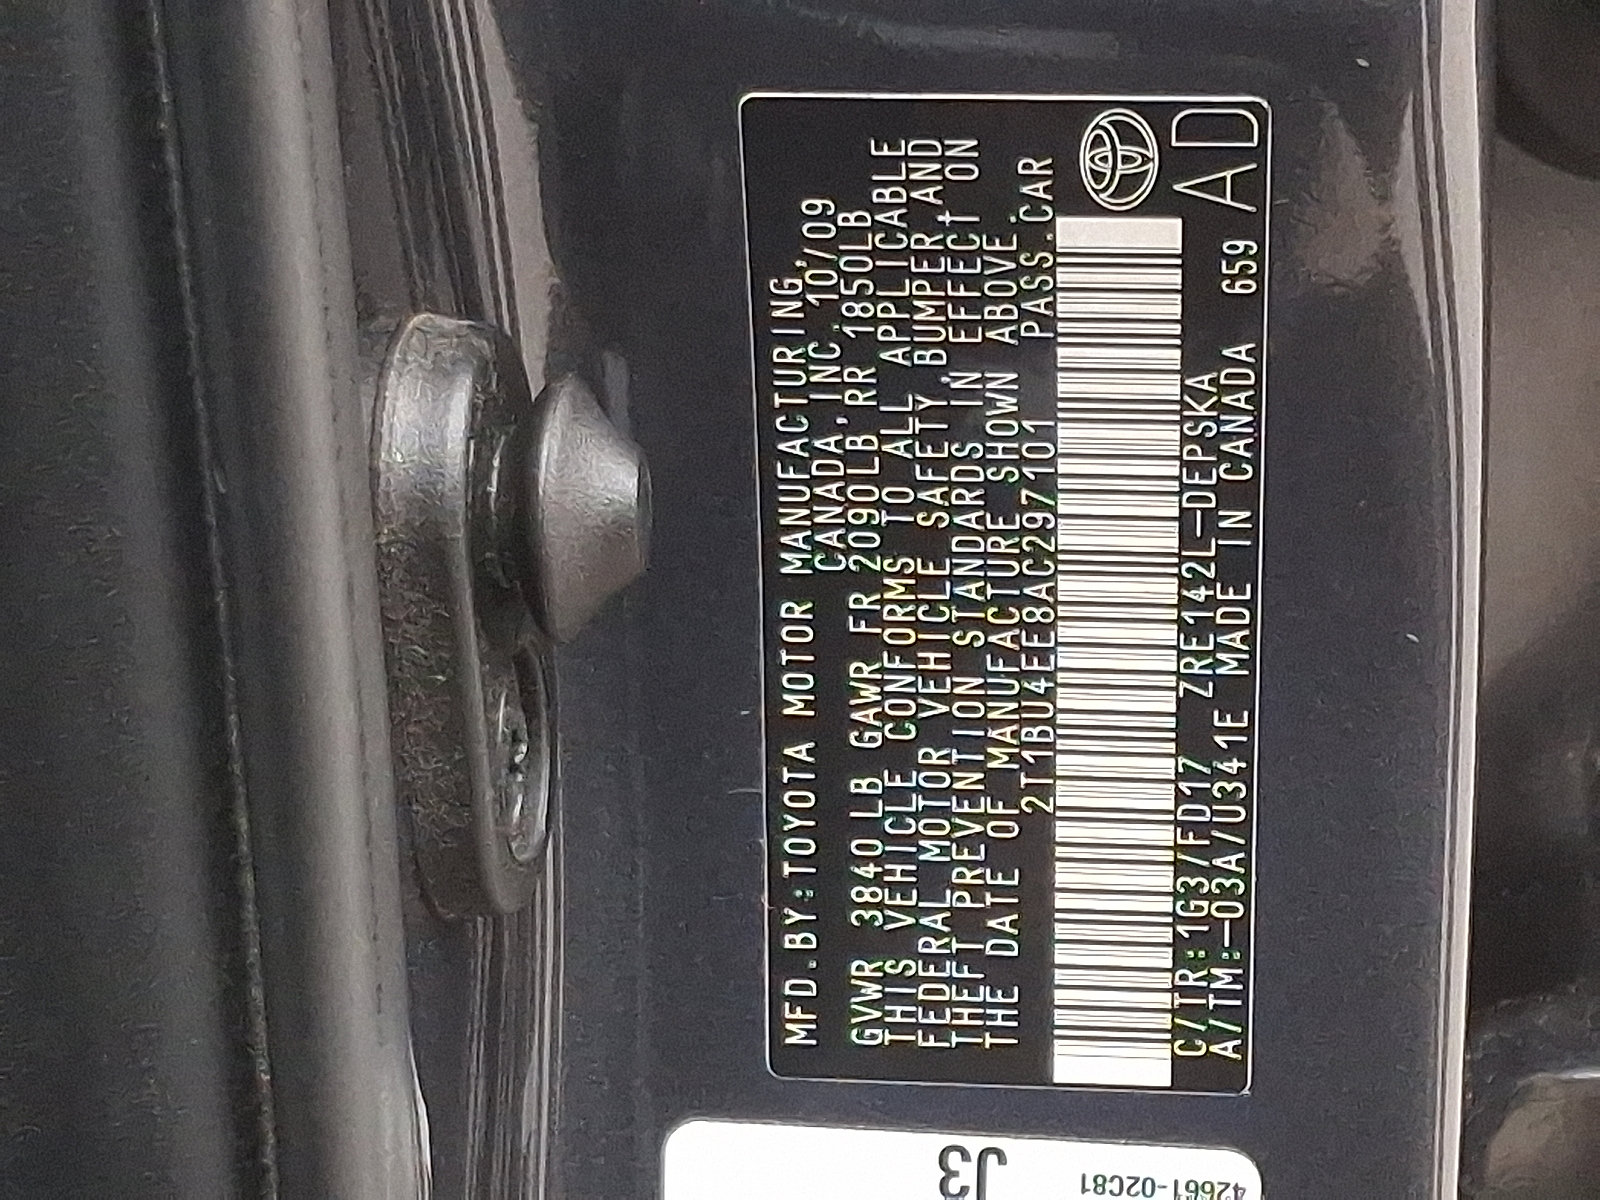 MFD.BY:TOYOTA MOTOR MANUFACTURING,
CANADA, INC. 10/09
GVWR 3840LB GAWR FR 2090LB RR 1850LB
THIS VEHICLE CONFORMS TO ALL APPLICABLE
FEDERAL MOTOR VEHICLE SAFETY, BUMPER, AND
THEFT PREVENTION STANDARDS IN EFFECT ON
THE DATE OF MANUFACTURE SHOWN ABOVE.
2T1BU4EE8AC297101 PASS.CAR
C/TR:1G3/FD17 ZRE142L-DEPSKA
A/TM:-03A/U341E MADE IN CANADA 659 AD
J3
42661-02C81